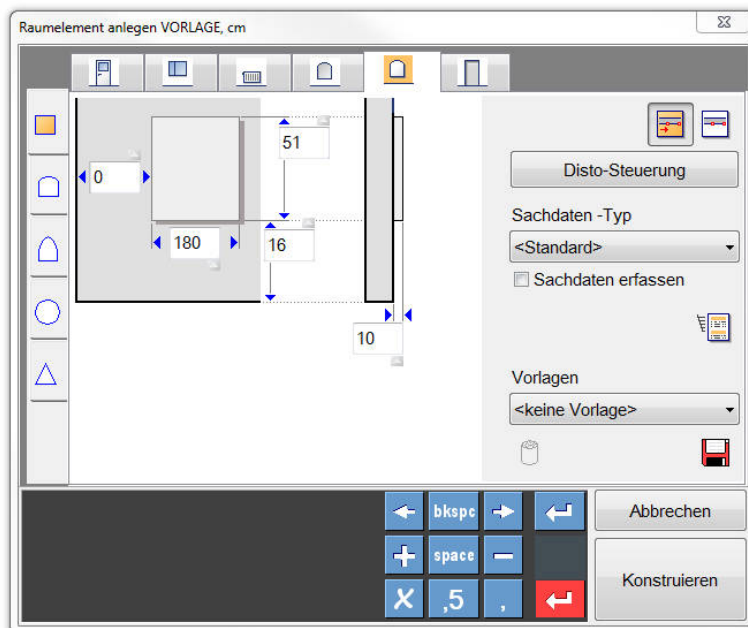 Raumelement anlegen VORLAGE, cm
51
0
180
16
10
Disto-Steuerung
Sachdaten -Typ
<Standard>
Sachdaten erfassen
Vorlagen
<keine Vorlage>
bkspc
Abbrechen
space
Konstruieren
,5
,